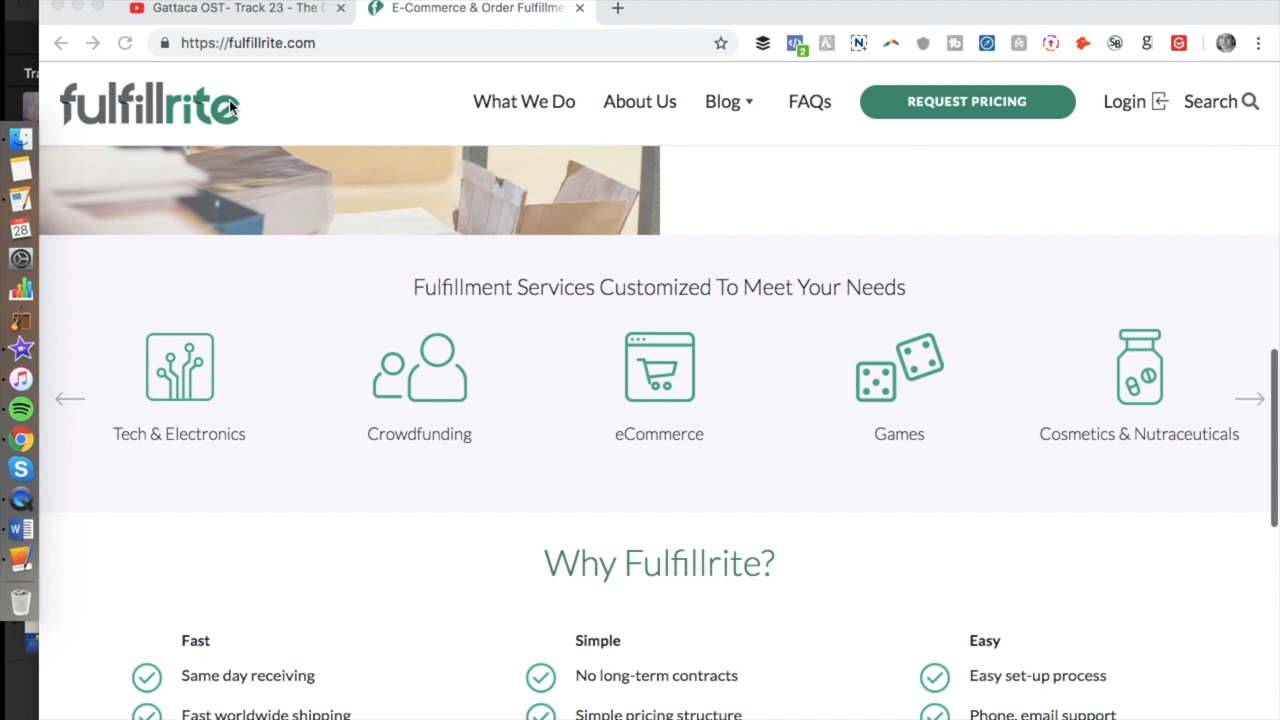 Gattaca OST- Track 23 - The D
E-Commerce & Order Fulfillme
https://fulfillrite.com
2
Tra
fulfillrite
What We Do
About Us
Blog
FAQs
REQUEST PRICING
Login
Search
28
Fulfillment Services Customized To Meet Your Needs
Tech & Electronics
Crowdfunding
eCommerce
Games
Cosmetics & Nutraceuticals
Why Fulfillrite?
Fast
Simple
Easy
Same day receiving
No long-term contracts
Easy set-up process
Fast worldwide shipping
Simple pricing structure
Phone, email support